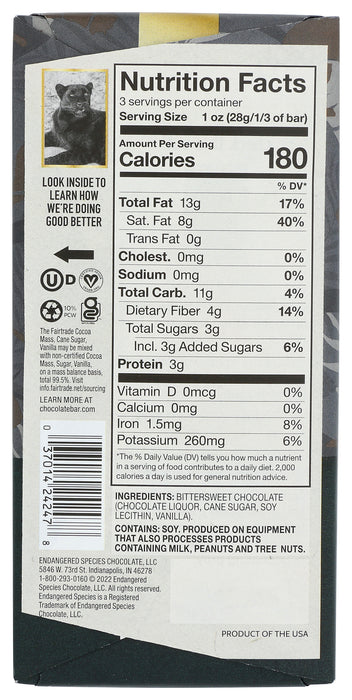 Nutrition Facts
3 servings per container
Serving Size 1 oz (28g/1/3 of bar)
Amount Per Serving
Calories 180
% DV*
Total Fat 13g 17%
Sat. Fat 8g 40%
Trans Fat 0g
Cholest. 0mg 0%
Sodium 0mg 0%
Total Carb. 11g 4%
Dietary Fiber 4g 14%
Total Sugars 3g
Incl. 3g Added Sugars 6%
Protein 3g
Vitamin D 0mcg 0%
Calcium 0mg 0%
Iron 1.5mg 8%
Potassium 260mg 6%
*The % Daily Value (DV) tells you how much a nutrient
in a serving of food contributes to a daily diet. 2,000
calories a day is used for general nutrition advice.
INGREDIENTS: BITTERSWEET CHOCOLATE
(CHOCOLATE LIQUOR, CANE SUGAR, SOY
LECITHIN, VANILLA).
CONTAINS: SOY. PRODUCED ON EQUIPMENT
THAT ALSO PROCESSES PRODUCTS
CONTAINING MILK, PEANUTS AND TREE NUTS.
LOOK INSIDE TO
LEARN HOW
WE'RE DOING
GOOD BETTER
U D
10%
PCW
The Fairtrade Cocoa
Mass, Cane Sugar,
Vanilla may be mixed
with non-certified Cocoa
Mass, Sugar, Vanilla,
on a mass balance basis,
total 99.5%. Visit
info.fairtrade.net/sourcing
LEARN MORE AT
chocolatebar.com
0 37014 24247 8
ENDANGERED SPECIES CHOCOLATE, LLC
5846 W. 73rd St. Indianapolis, IN 46278
1-800-293-0160 © 2022 Endangered
Species Chocolate, LLC. All rights reserved.
Endangered Species is a Registered
Trademark of Endangered Species
Chocolate, LLC.
PRODUCT OF THE USA